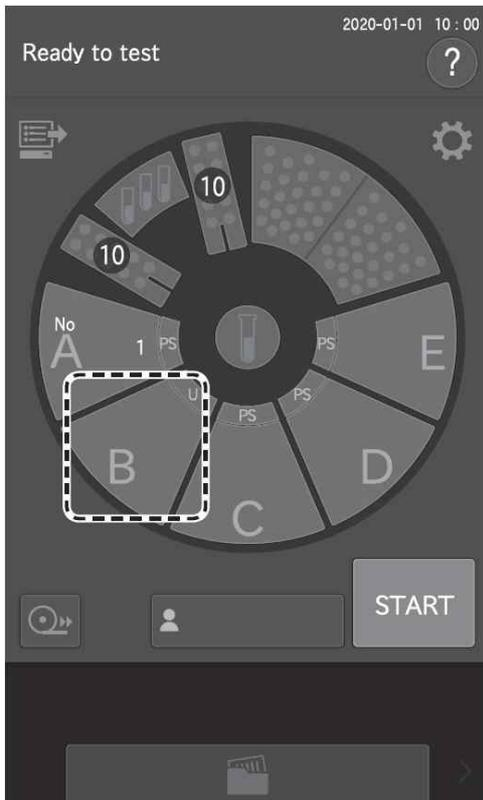 2020-01-01 10 : 00
Ready to test
?
10
10
No
A
1
PS
PS
E
U
PS
PS
B
D
C
START